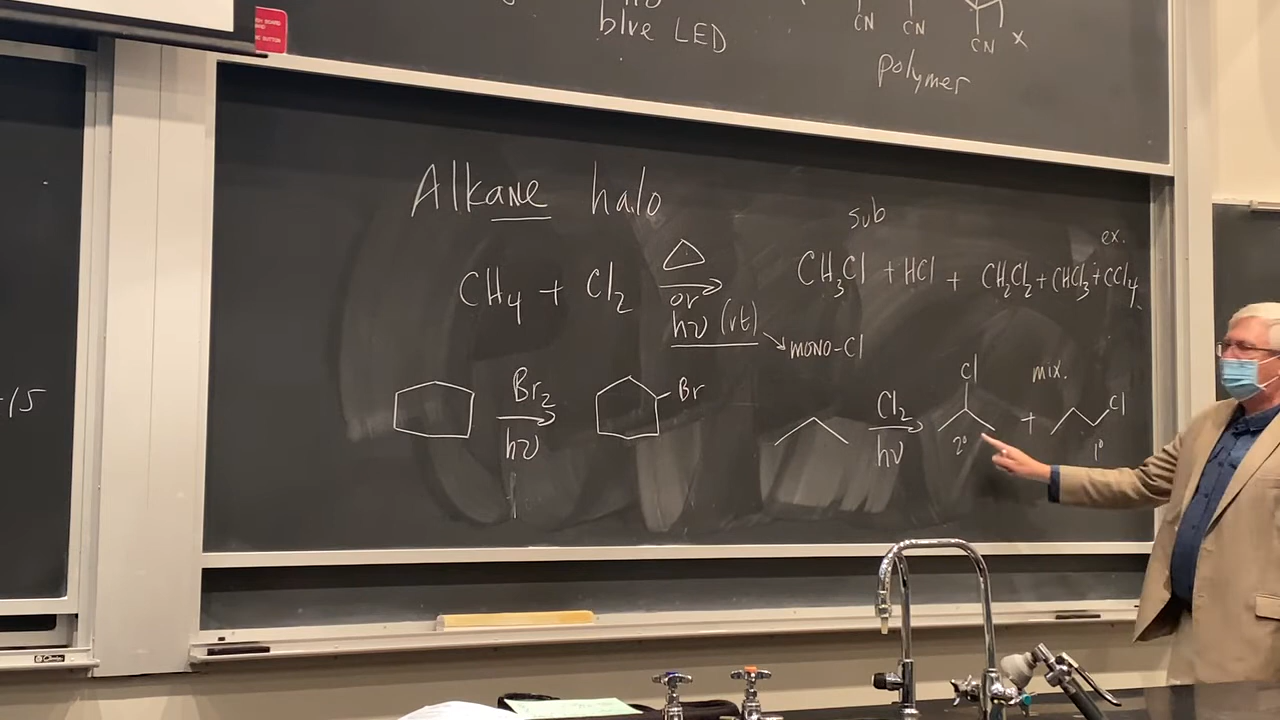 blue LED
CN CN CN x
polymer
Alkane halo
sub
ex.
CH4 + Cl2 △ → or hν (rt) CH3Cl + HCl + CH2Cl2 + CHCl3 + CCl4
mono-Cl
Br2 hν Br
Cl2 hν Cl 2° + mix. Cl 1°
-15